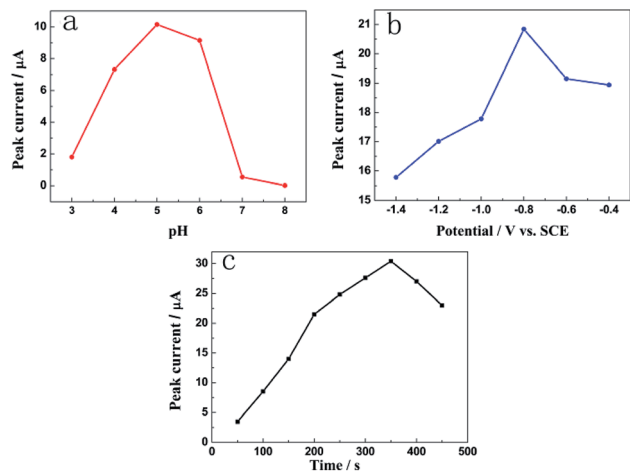 a
Peak current / μA
10
8
6
4
2
0
3 4 5 6 7 8
pH
b
Peak current / μA
21
20
19
18
17
16
15
-1.4 -1.2 -1.0 -0.8 -0.6 -0.4
Potential / V vs. SCE
c
Peak current / μA
30
25
20
15
10
5
0
0 100 200 300 400 500
Time / s